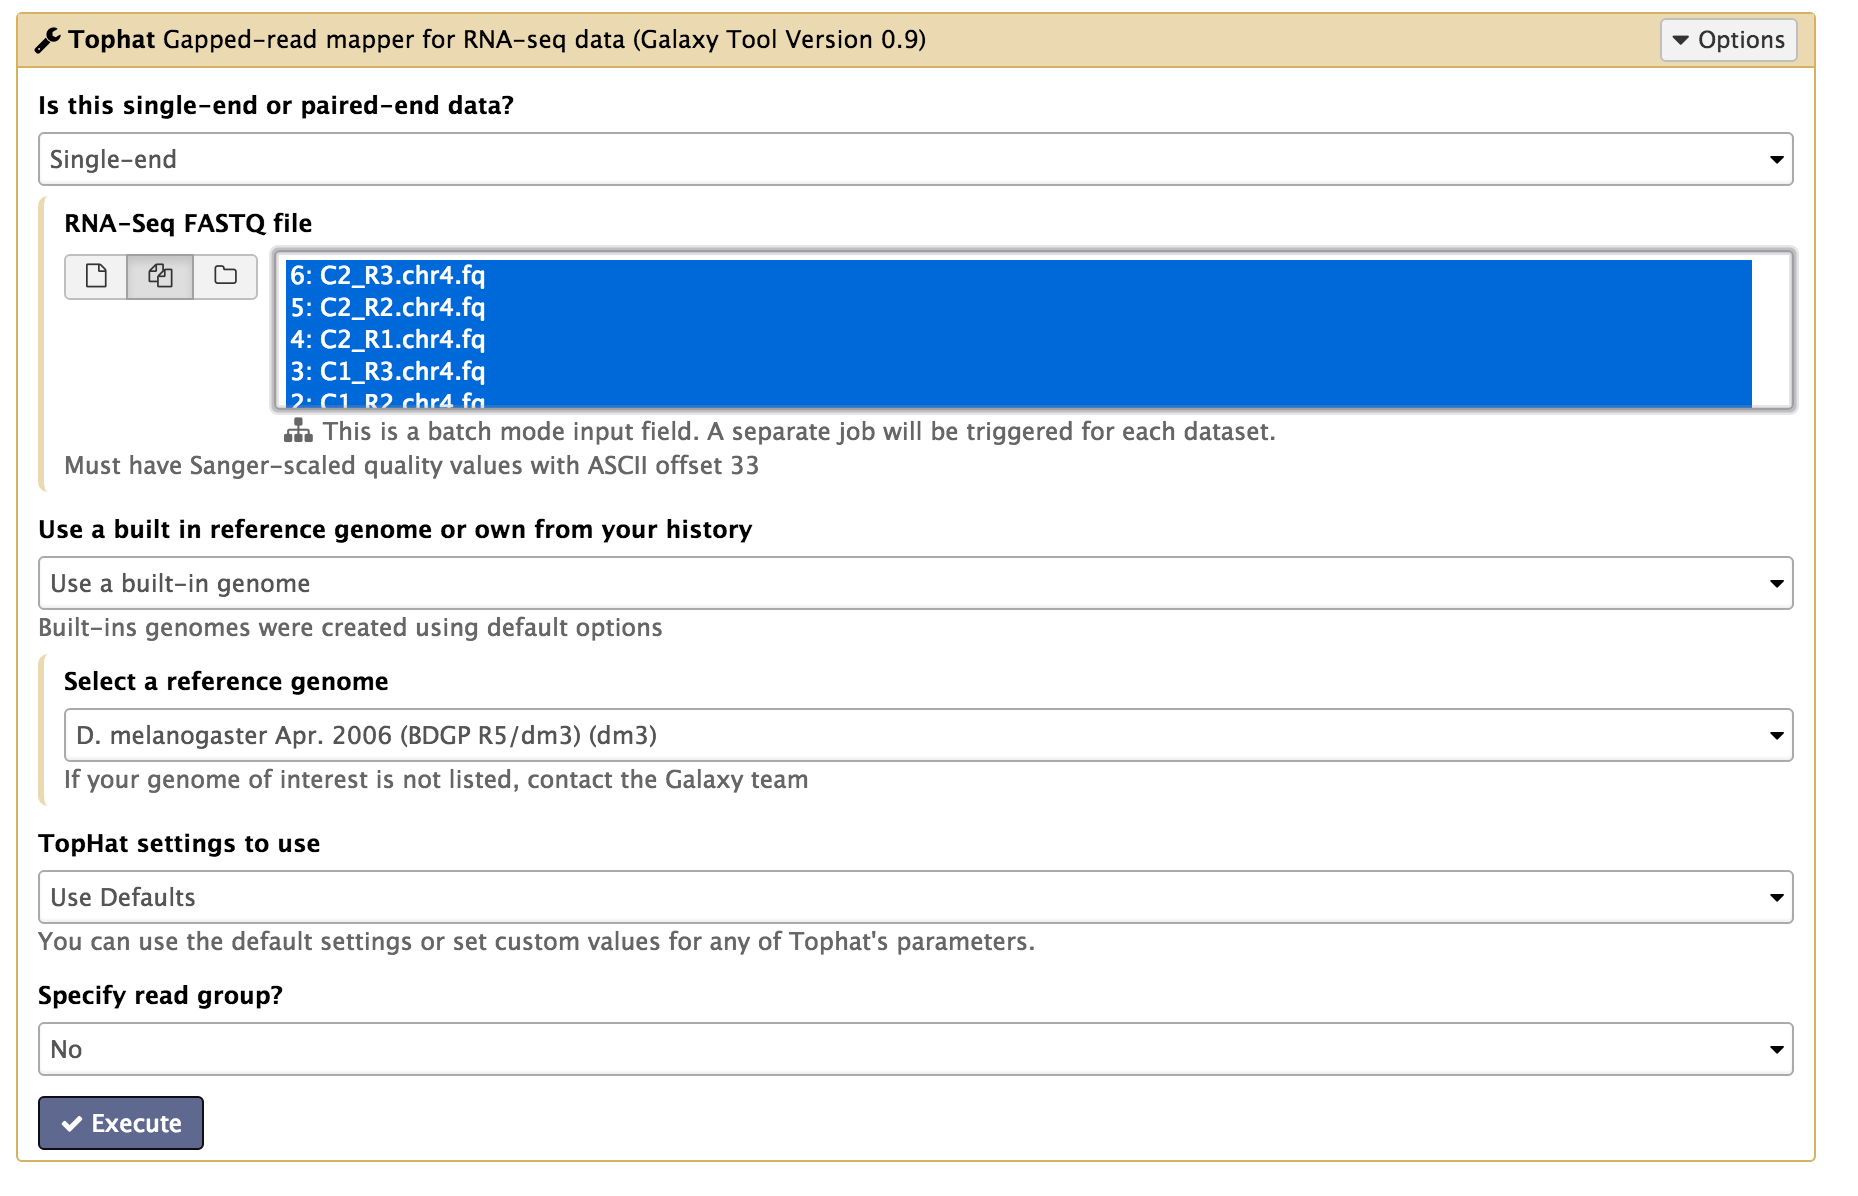 Tophat Gapped-read mapper for RNA-seq data (Galaxy Tool Version 0.9)
Options
Is this single-end or paired-end data?
Single-end
RNA-Seq FASTQ file
6: C2_R3.chr4.fq
5: C2_R2.chr4.fq
4: C2_R1.chr4.fq
3: C1_R3.chr4.fq
2: C1_R2.chr4.fq
This is a batch mode input field. A separate job will be triggered for each dataset.
Must have Sanger-scaled quality values with ASCII offset 33
Use a built in reference genome or own from your history
Use a built-in genome
Built-ins genomes were created using default options
Select a reference genome
D. melanogaster Apr. 2006 (BDGP R5/dm3) (dm3)
If your genome of interest is not listed, contact the Galaxy team
TopHat settings to use
Use Defaults
You can use the default settings or set custom values for any of Tophat's parameters.
Specify read group?
No
Execute